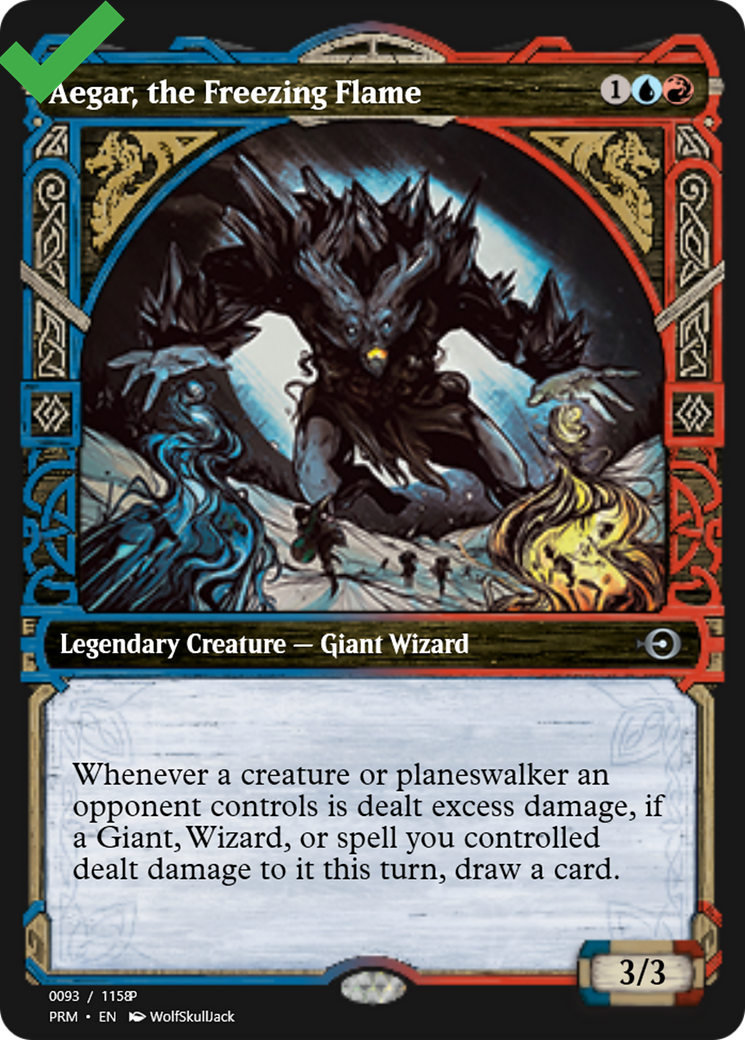 Aegar, the Freezing Flame 1
Legendary Creature — Giant Wizard
Whenever a creature or planeswalker an
opponent controls is dealt excess damage, if
a Giant, Wizard, or spell you controlled
dealt damage to it this turn, draw a card.
3/3
0093 / 1158P
PRM • EN WolfSkullJack